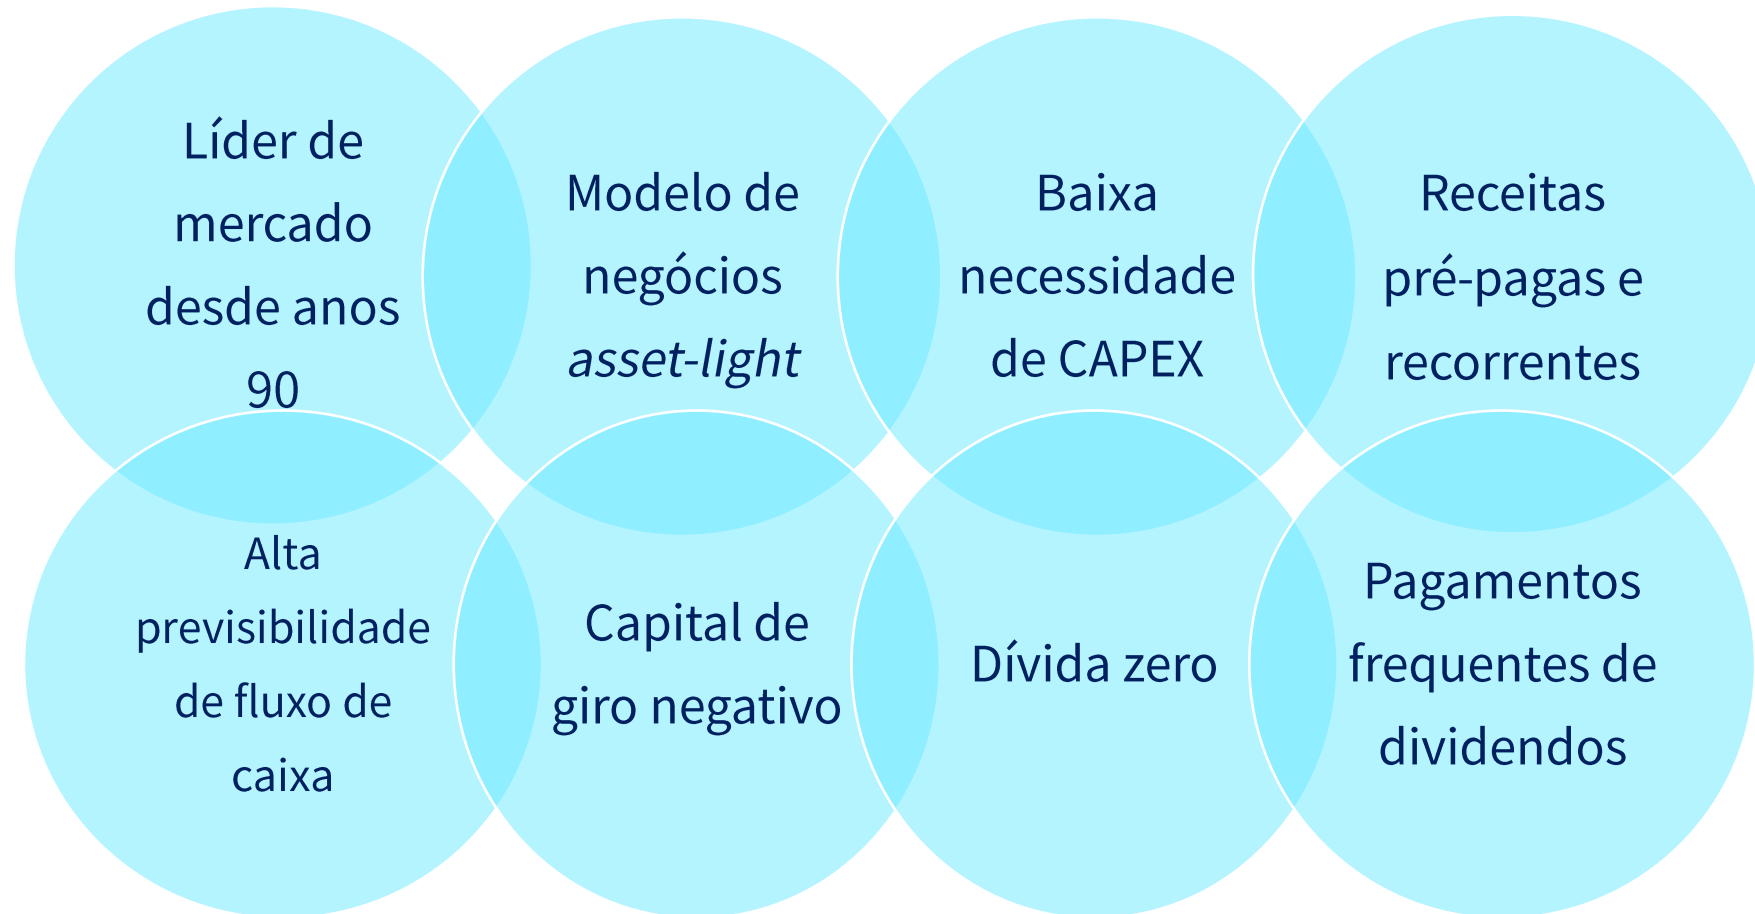 Líder de
mercado
desde anos
90
Modelo de
negócios
asset-light
Baixa
necessidade
de CAPEX
Receitas
pré-pagas e
recorrentes
Alta
previsibilidade
de fluxo de
caixa
Capital de
giro negativo
Dívida zero
Pagamentos
frequentes de
dividendos